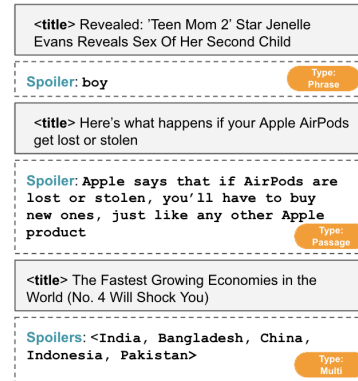 <title> Revealed: 'Teen Mom 2' Star Jenelle
Evans Reveals Sex Of Her Second Child
Spoiler: boy
Type:
Phrase
<title> Here's what happens if your Apple AirPods
get lost or stolen
Spoiler: Apple says that if AirPods are
lost or stolen, you'll have to buy
new ones, just like any other Apple
product
Type:
Passage
<title> The Fastest Growing Economies in the
World (No. 4 Will Shock You)
Spoilers: <India, Bangladesh, China,
Indonesia, Pakistan>
Type:
Multi